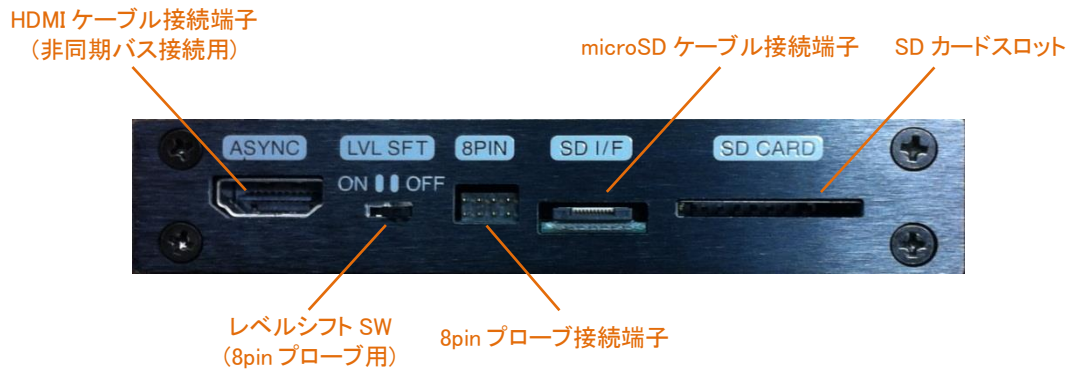 HDMI ケーブル接続端子
(非同期バス接続用)
microSD ケーブル接続端子
SD カードスロット
ASYNC
LVL SFT
8PIN
SD I/F
SD CARD
ON
OFF
レベルシフト SW
(8pin プローブ用)
8pin プローブ接続端子